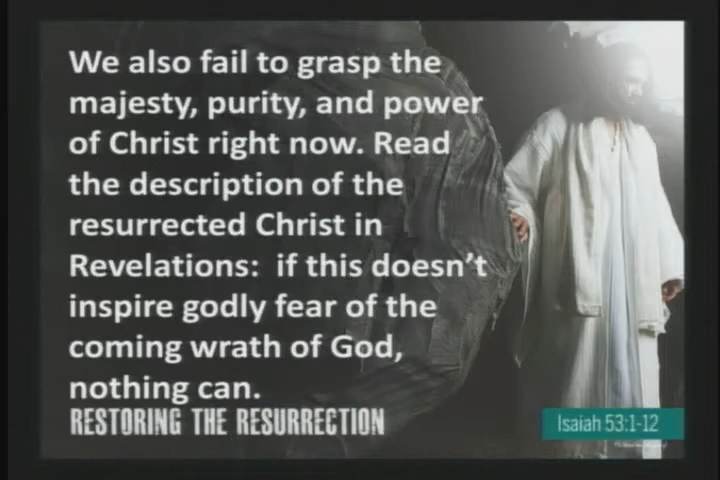 We also fail to grasp the
majesty, purity, and power
of Christ right now. Read
the description of the
resurrected Christ in
Revelations:  if this doesn't
inspire godly fear of the
coming wrath of God,
nothing can.
RESTORING THE RESURRECTION
Isaiah 53:1-12